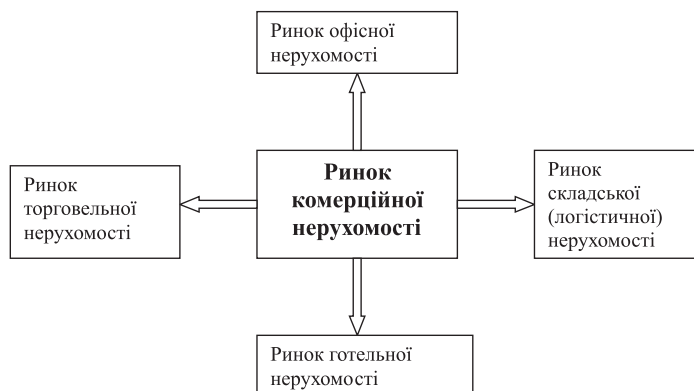 Ринок офісної
нерухомості
Ринок
торговельної
нерухомості
Ринок
комерційної
нерухомості
Ринок
складської
(логістичної)
нерухомості
Ринок готельної
нерухомості